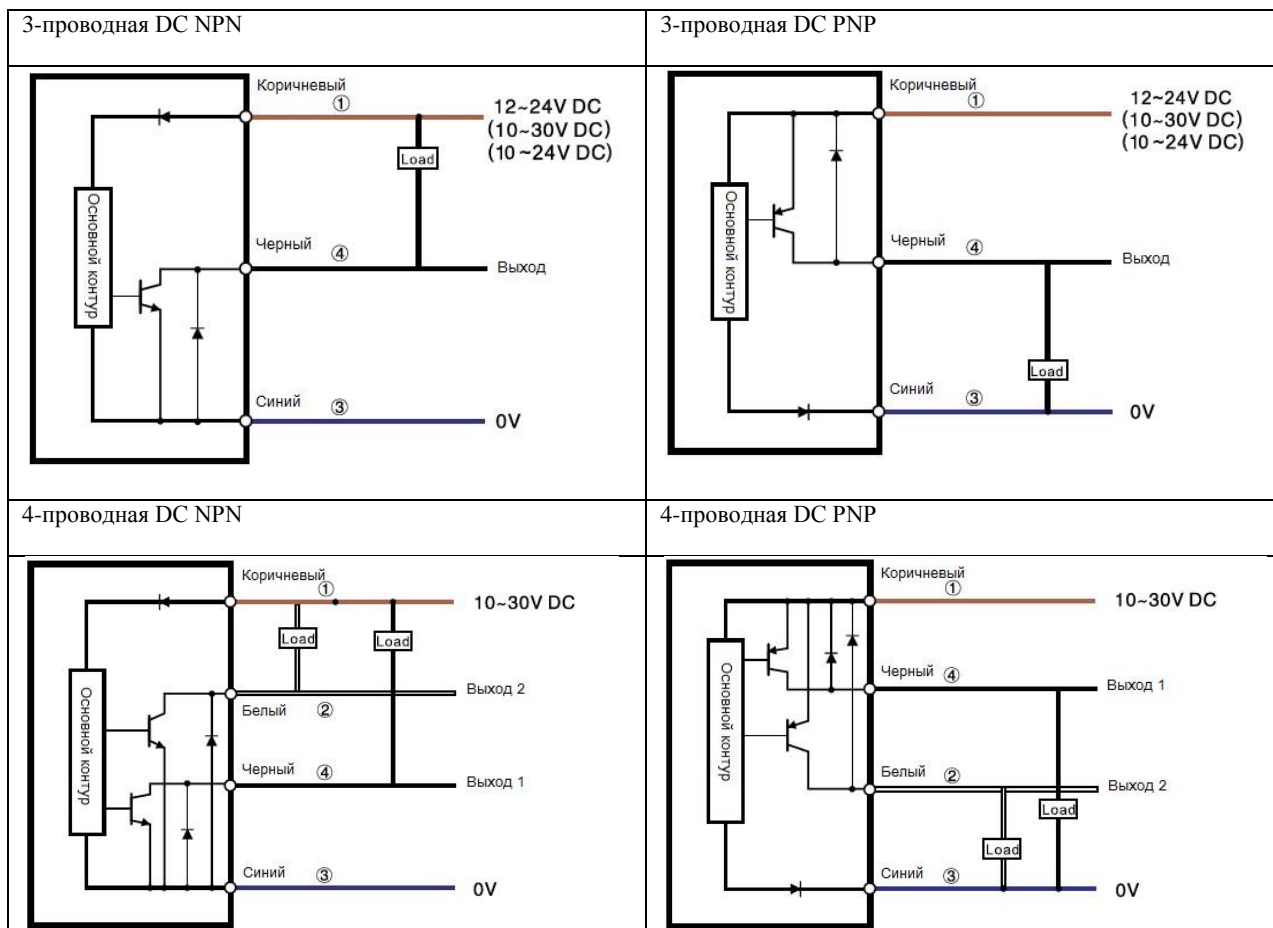 3-проводная DC NPN
3-проводная DC PNP
Коричневый
①
12~24V DC
(10~30V DC)
(10~24V DC)
Load
Основной контур
Черный ④
Выход
Синий ③
0V
Коричневый
①
12~24V DC
(10~30V DC)
(10~24V DC)
Основной контур
Черный ④
Выход
Load
Синий ③
0V
4-проводная DC NPN
4-проводная DC PNP
Коричневый
①
10~30V DC
Load
Load
Основной контур
Выход 2
Белый ②
Черный ④
Выход 1
Синий ③
0V
Коричневый
①
10~30V DC
Основной контур
Черный ④
Выход 1
Белый ②
Выход 2
Load
Load
Синий ③
0V